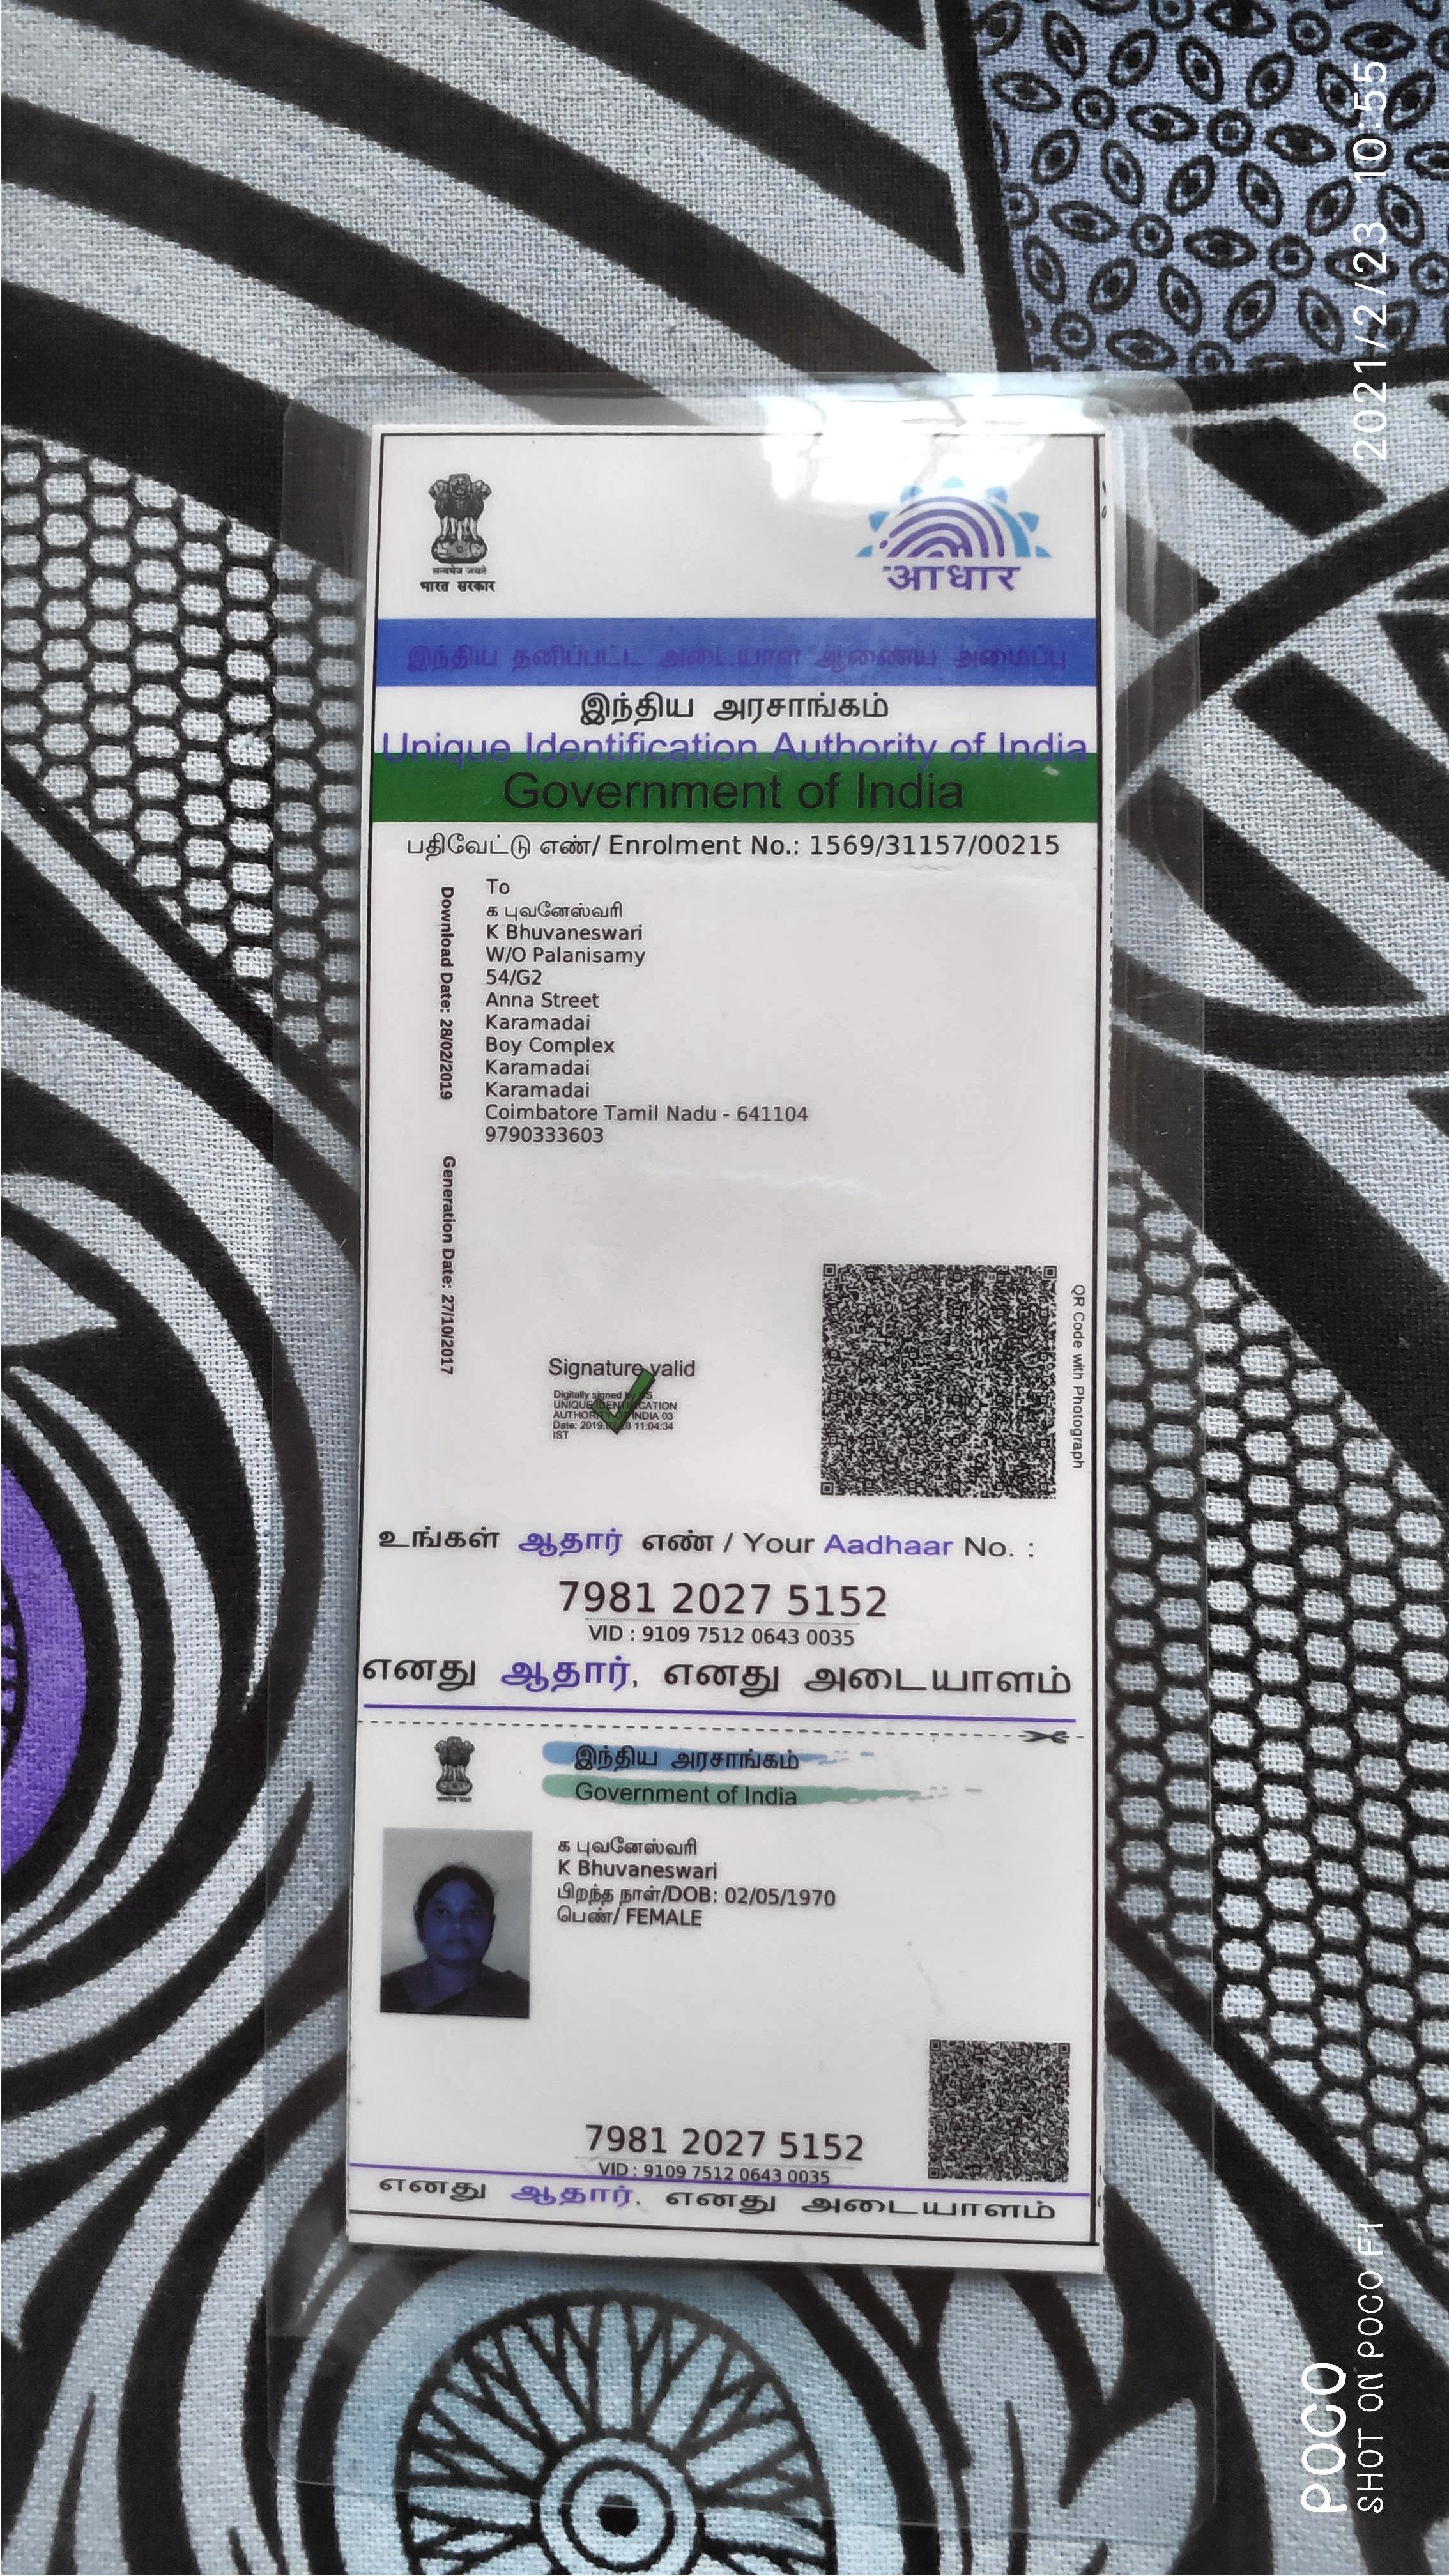 सत्यमेव जयते
भारत सरकार
आधार
இந்திய தனிப்பட்ட அடையாள ஆணைய அமைப்பு
இந்திய அரசாங்கம்
Unique Identification Authority of India
Government of India
பதிவேட்டு எண்/ Enrolment No.: 1569/31157/00215
To
க புவனேஸ்வரி
K Bhuvaneswari
W/O Palanisamy
54/G2
Anna Street
Karamadai
Boy Complex
Karamadai
Karamadai
Coimbatore Tamil Nadu - 641104
9790333603
Download Date: 28/02/2019
Generation Date: 27/10/2017
Signature valid
Digitally signed by DS
UNIQUE IDENTIFICATION
AUTHORITY OF INDIA 03
Date: 2019 11:04:34
IST
QR Code with Photograph
உங்கள் ஆதார் எண் / Your Aadhaar No. :
7981 2027 5152
VID : 9109 7512 0643 0035
எனது ஆதார், எனது அடையாளம்
இந்திய அரசாங்கம்
Government of India
க புவனேஸ்வரி
K Bhuvaneswari
பிறந்த நாள்/DOB: 02/05/1970
பெண்/ FEMALE
7981 2027 5152
VID : 9109 7512 0643 0035
எனது ஆதார், எனது அடையாளம்
2021/2/23 10:55
POCO
SHOT ON POCO F1